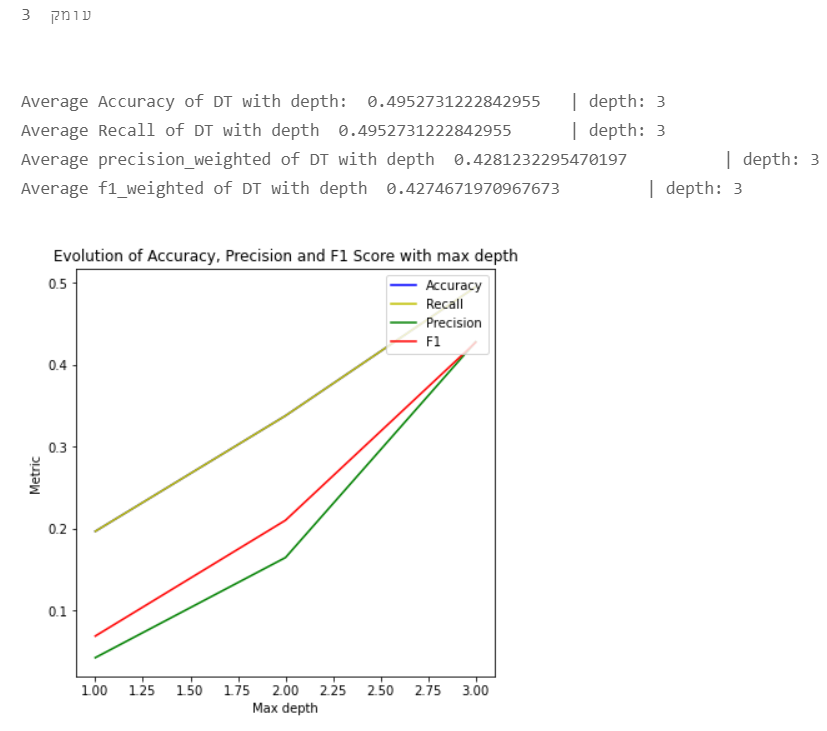 עומק 3
Average Accuracy of DT with depth: 0.4952731222842955 | depth: 3
Average Recall of DT with depth 0.4952731222842955 | depth: 3
Average precision_weighted of DT with depth 0.4281232295470197 | depth: 3
Average f1_weighted of DT with depth 0.4274671970967673 | depth: 3
Evolution of Accuracy, Precision and F1 Score with max depth
Accuracy
Recall
Precision
F1
0.5
0.4
0.3
0.2
0.1
Metric
1.00 1.25 1.50 1.75 2.00 2.25 2.50 2.75 3.00
Max depth